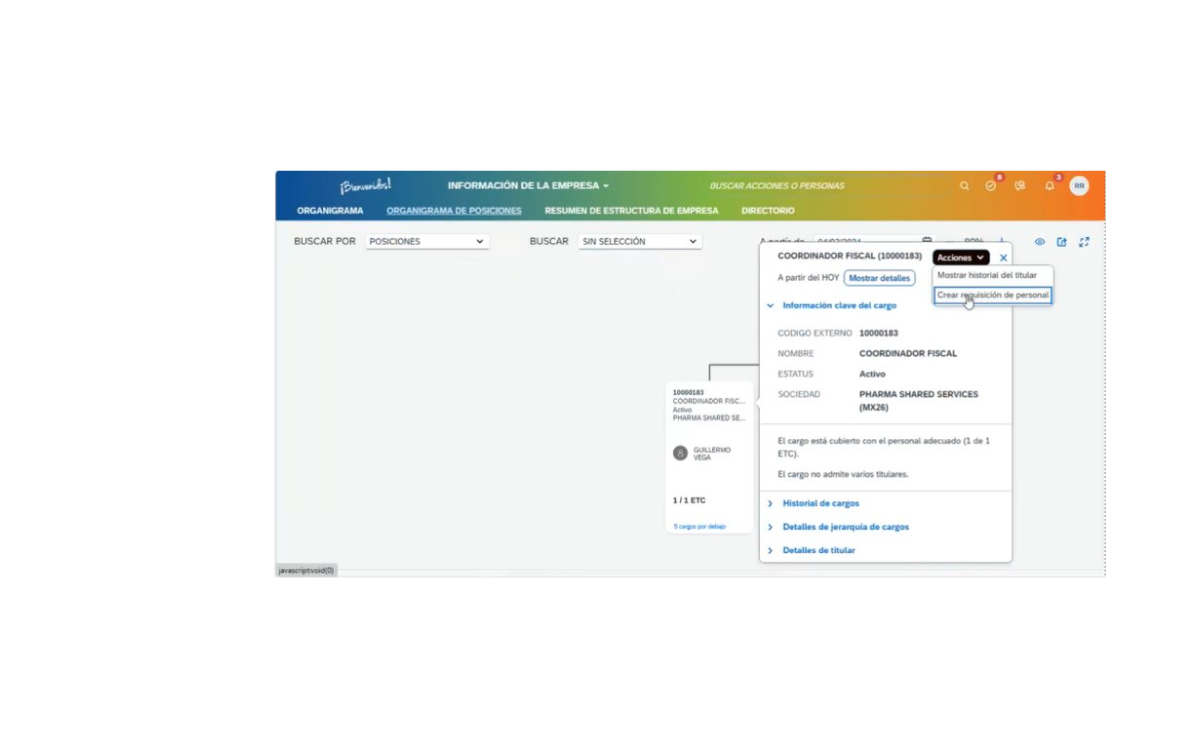 ¡Bienvenidos!
INFORMACIÓN DE LA EMPRESA
BUSCAR ACCIONES O PERSONAS
8
3
RR
ORGANIGRAMA
ORGANIGRAMA DE POSICIONES
RESUMEN DE ESTRUCTURA DE EMPRESA
DIRECTORIO
BUSCAR POR
POSICIONES
BUSCAR
SIN SELECCIÓN
A partir de
COORDINADOR FISCAL (10000183)
Acciones
A partir del HOY
Mostrar detalles
Mostrar historial del titular
Crear requisición de personal
Información clave del cargo
CODIGO EXTERNO 10000183
NOMBRE COORDINADOR FISCAL
ESTATUS Activo
SOCIEDAD PHARMA SHARED SERVICES
(MX26)
El cargo está cubierto con el personal adecuado (1 de 1
ETC).
El cargo no admite varios titulares.
Historial de cargos
Detalles de jerarquía de cargos
Detalles de titular
10000183
COORDINADOR FISC...
Activo
PHARMA SHARED SE...
GUILLERMO
VEGA
1 / 1 ETC
5 cargos por debajo
javascript:void(0)